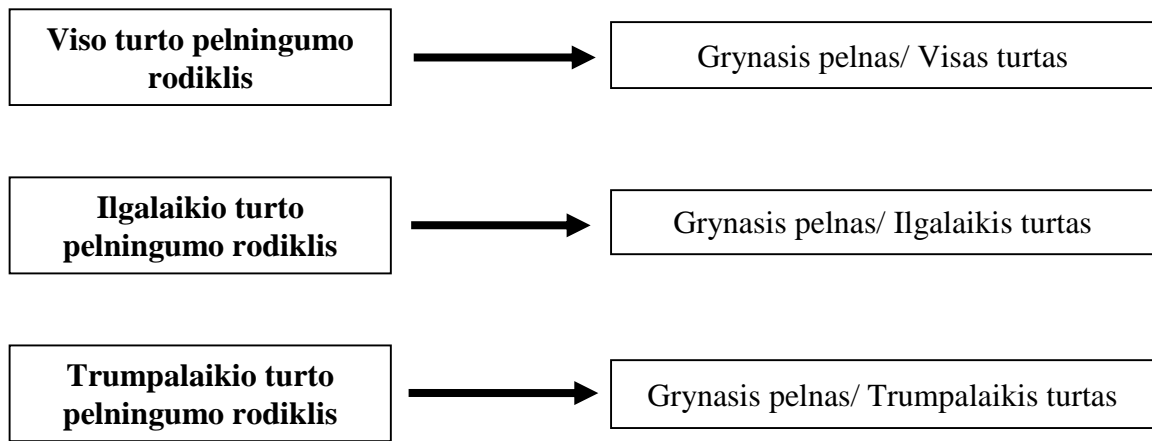 Viso turto pelningumo
rodiklis
Grynasis pelnas/ Visas turtas
Ilgalaikio turto
pelningumo rodiklis
Grynasis pelnas/ Ilgalaikis turtas
Trumpalaikio turto
pelningumo rodiklis
Grynasis pelnas/ Trumpalaikis turtas